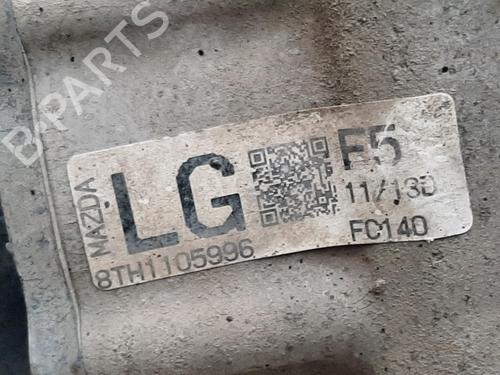 B-PARTS
MAZDA
LG
F5
11/13D
FC140
8TH1105996